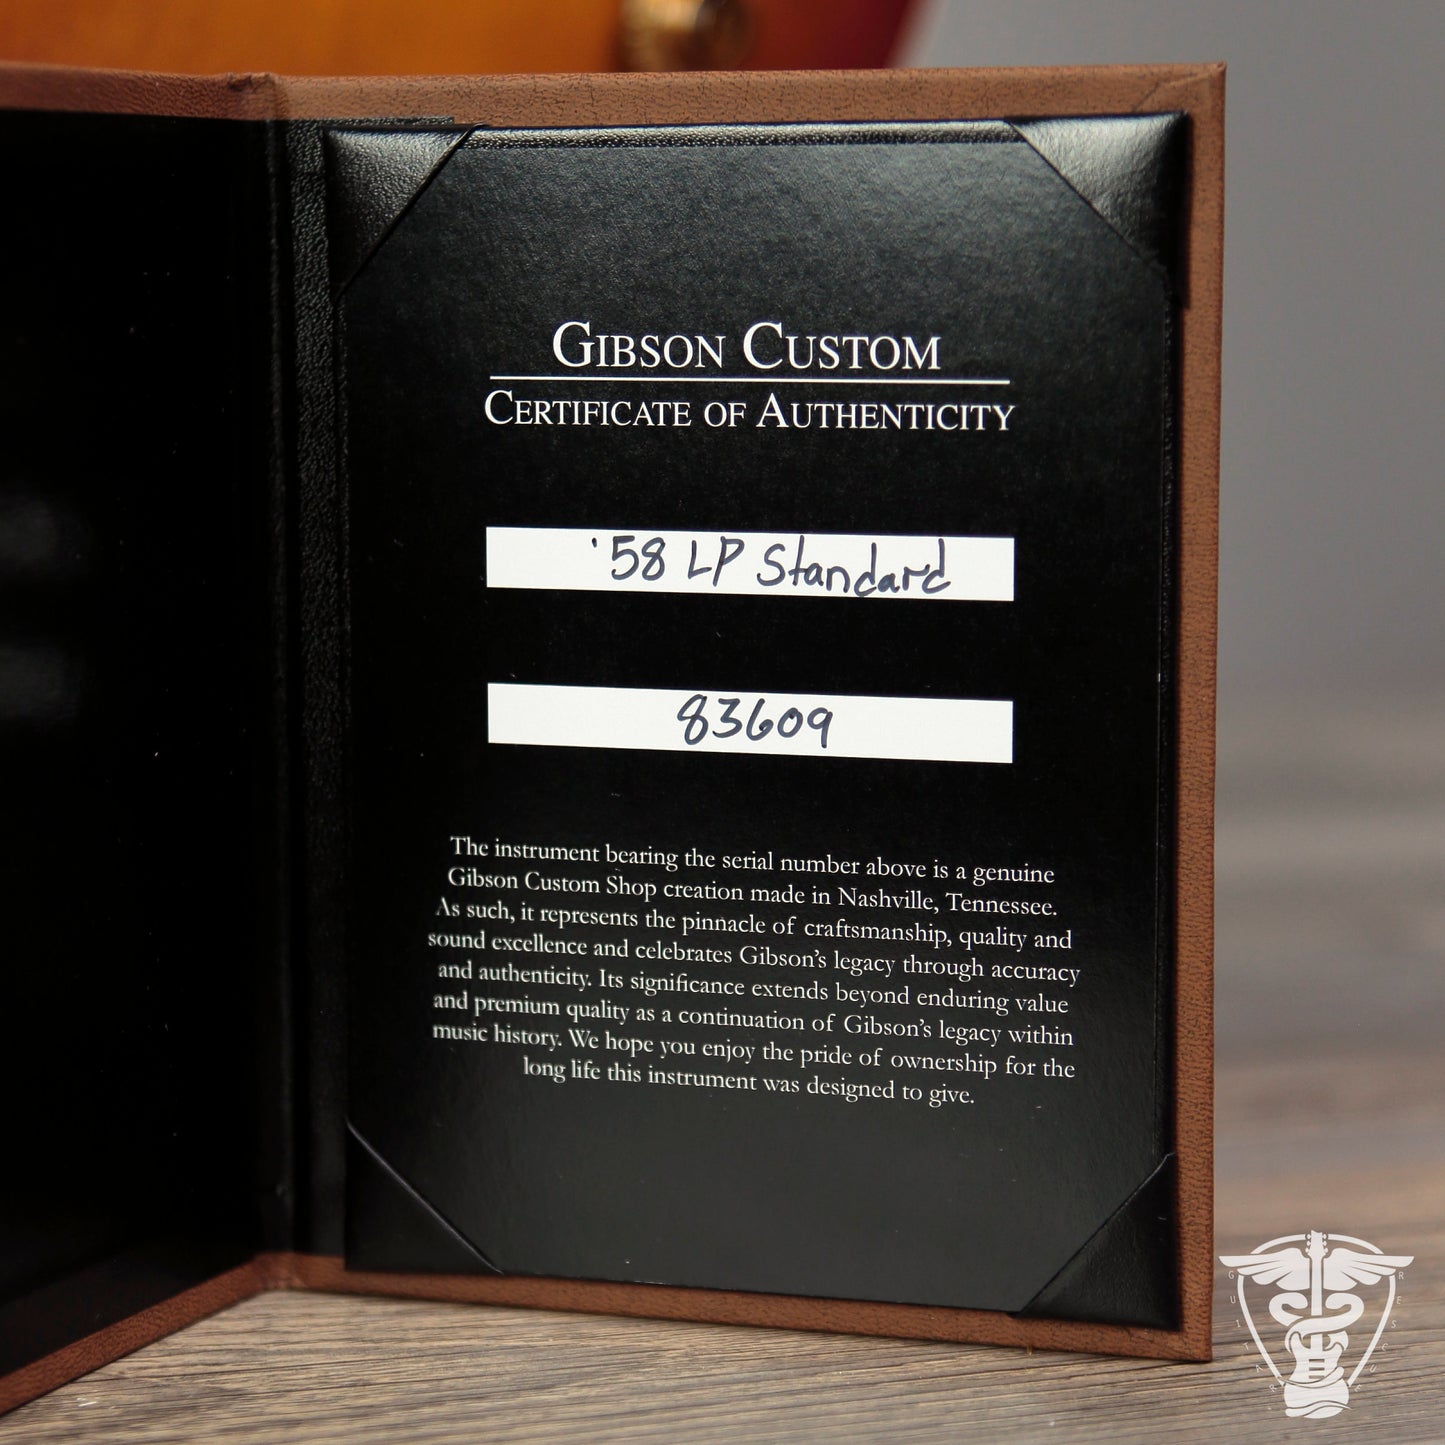 GIBSON CUSTOM
CERTIFICATE OF AUTHENTICITY
'58 LP Standard
83609
The instrument bearing the serial number above is a genuine
Gibson Custom Shop creation made in Nashville, Tennessee.
As such, it represents the pinnacle of craftsmanship, quality and
sound excellence and celebrates Gibson's legacy through accuracy
and authenticity. Its significance extends beyond enduring value
and premium quality as a continuation of Gibson's legacy within
music history. We hope you enjoy the pride of ownership for the
long life this instrument was designed to give.
GUITAR RESCUE